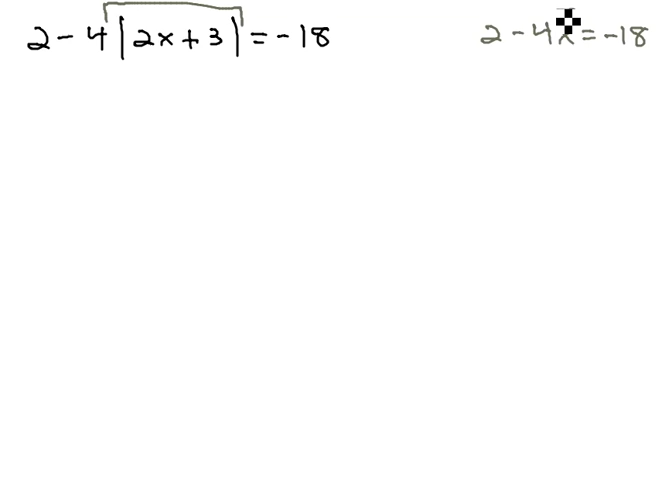 2 - 4|2x + 3| = -18
2 - 4x = -18